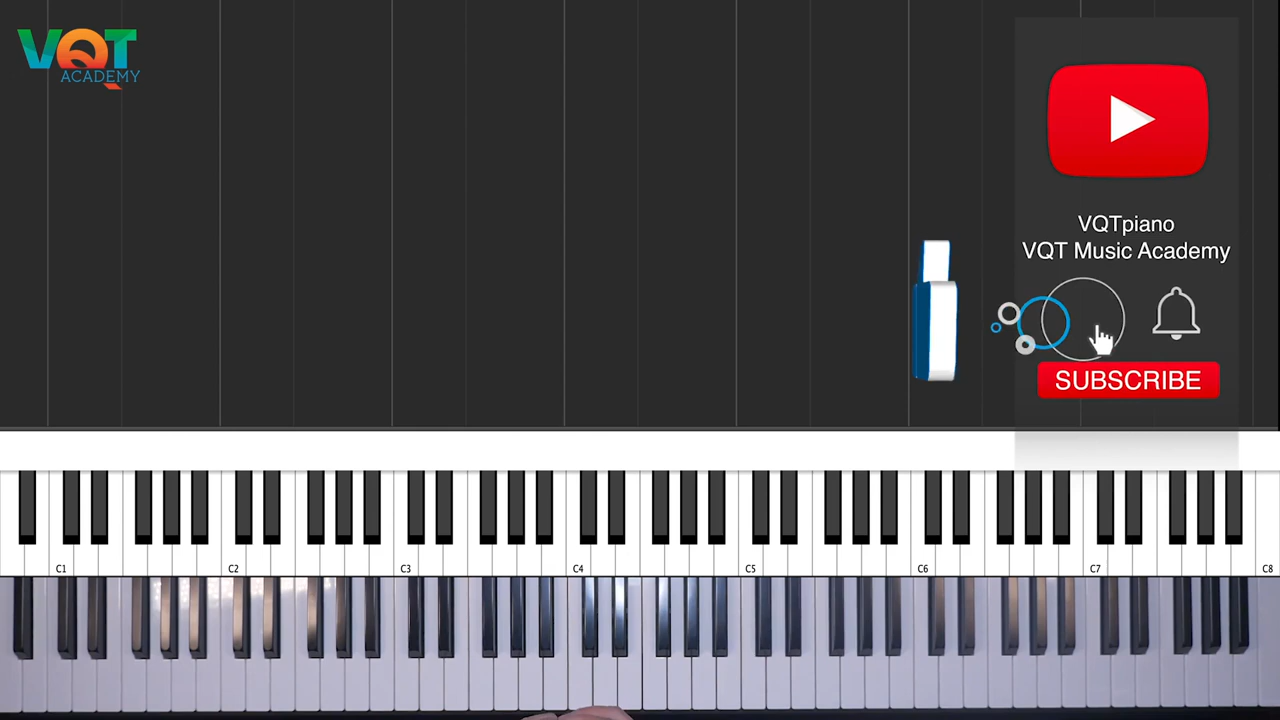 VQT
ACADEMY
VQTpiano
VQT Music Academy
SUBSCRIBE
C1 C2 C3 C4 C5 C6 C7 C8